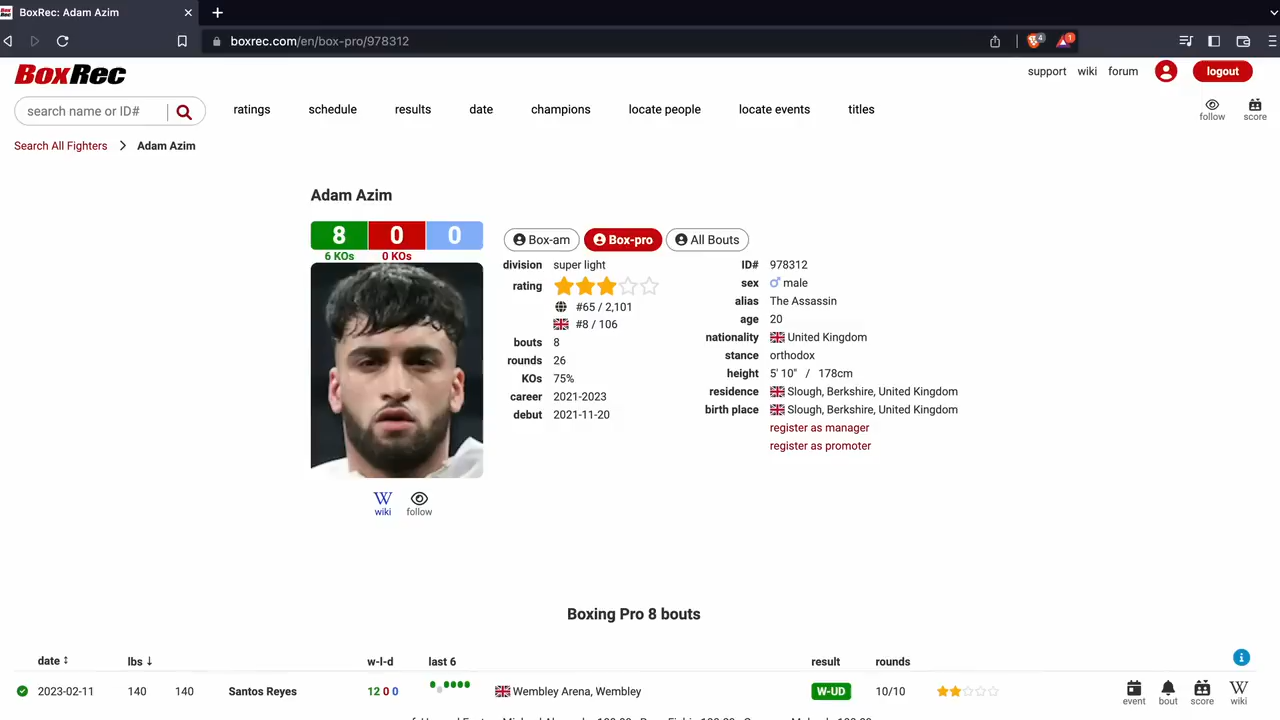 BoxRec: Adam Azim
boxrec.com/en/box-pro/978312
4
1
BoxRec
support wiki forum logout
search name or ID#
ratings schedule results date champions locate people locate events titles
follow score
Search All Fighters > Adam Azim
Adam Azim
8 0 0
6 KOs 0 KOs
Box-am Box-pro All Bouts
division super light
rating
#65 / 2,101
#8 / 106
bouts 8
rounds 26
KOs 75%
career 2021-2023
debut 2021-11-20
ID# 978312
sex ♂ male
alias The Assassin
age 20
nationality United Kingdom
stance orthodox
height 5' 10" / 178cm
residence Slough, Berkshire, United Kingdom
birth place Slough, Berkshire, United Kingdom
register as manager
register as promoter
W
wiki follow
Boxing Pro 8 bouts
date lbs w-l-d last 6 result rounds
2023-02-11 140 140 Santos Reyes 12 0 0 Wembley Arena, Wembley W-UD 10/10
event bout score wiki